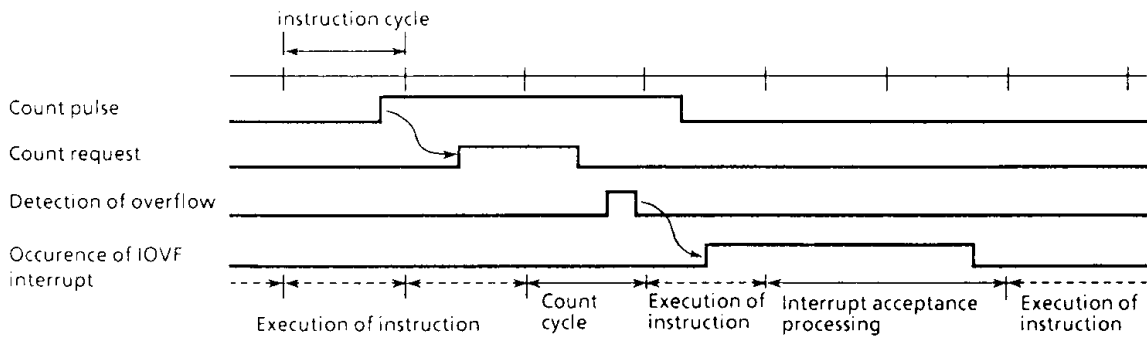 instruction cycle
Count pulse
Count request
Detection of overflow
Occurence of IOVF
interrupt
Execution of instruction
Count
cycle
Execution of
instruction
Interrupt acceptance
processing
Execution of
instruction